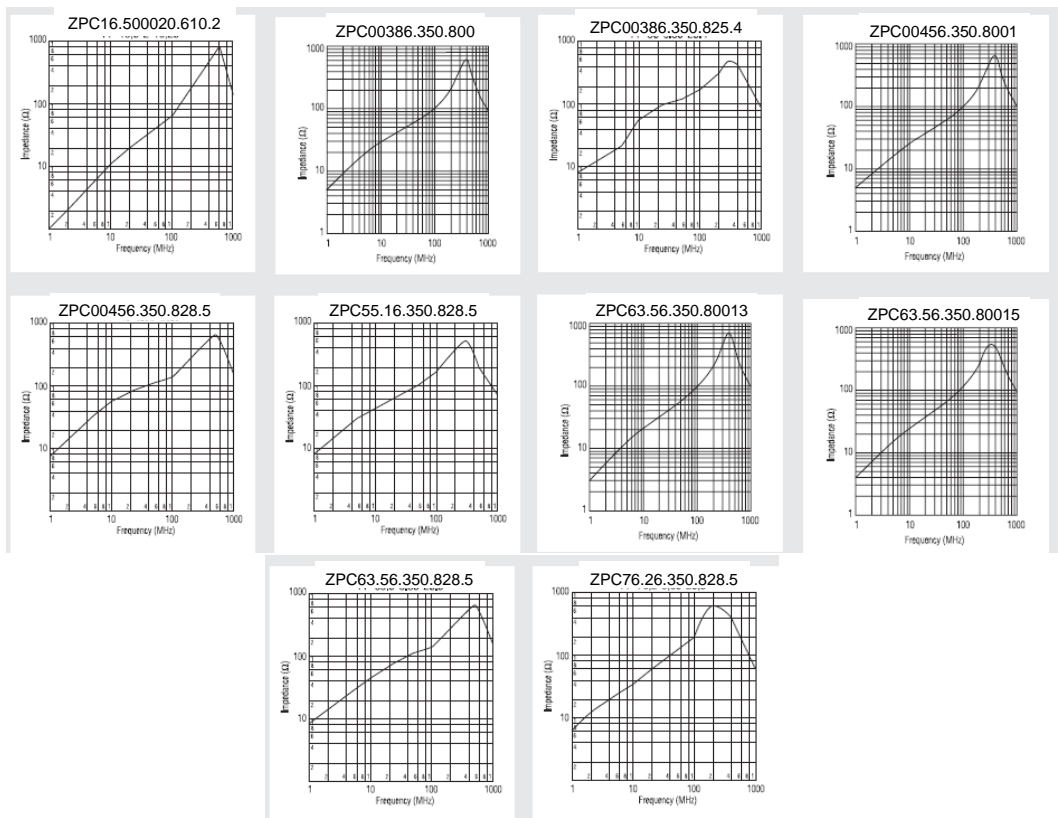 ZPC16.500020.610.2
1000
100
10
1
Impedance (Ω)
1 10 100 1000
Frequency (MHz)
ZPC00386.350.800
1000
100
10
1
Impedance (Ω)
1 10 100 1000
Frequency (MHz)
ZPC00386.350.825.4
1000
100
10
Impedance (Ω)
1 10 100 1000
Frequency (MHz)
ZPC00456.350.8001
1000
100
10
1
Impedance (Ω)
1 10 100 1000
Frequency (MHz)
ZPC00456.350.828.5
1000
100
10
Impedance (Ω)
1 10 100 1000
Frequency (MHz)
ZPC55.16.350.828.5
1000
100
10
Impedance (Ω)
1 10 100 1000
Frequency (MHz)
ZPC63.56.350.80013
1000
100
10
1
Impedance (Ω)
1 10 100 1000
Frequency (MHz)
ZPC63.56.350.80015
1000
100
10
1
Impedance (Ω)
1 10 100 1000
Frequency (MHz)
ZPC63.56.350.828.5
1000
100
10
Impedance (Ω)
1 10 100 1000
Frequency (MHz)
ZPC76.26.350.828.5
1000
100
10
Impedance (Ω)
1 10 100 1000
Frequency (MHz)